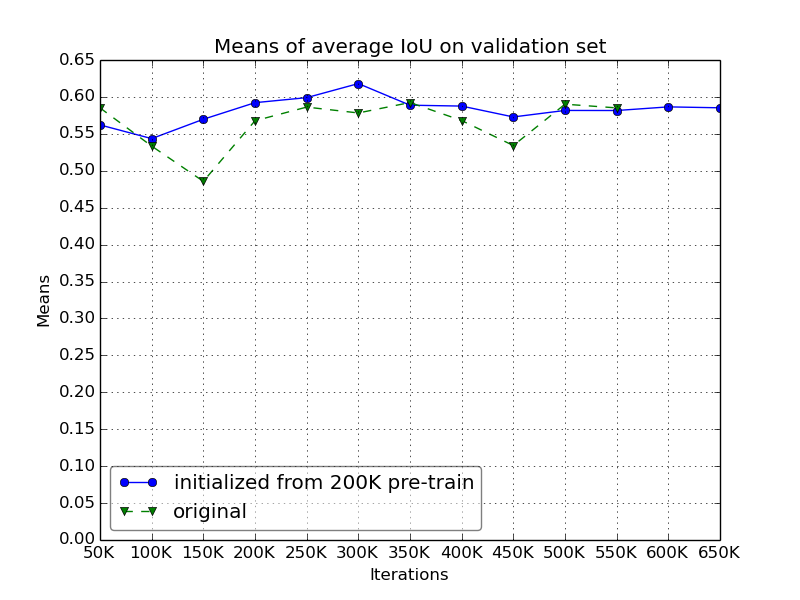 Means of average IoU on validation set
0.65
0.60
0.55
0.50
0.45
0.40
0.35
0.30
0.25
0.20
0.15
0.10
0.05
0.00
Means
initialized from 200K pre-train
original
50K 100K 150K 200K 250K 300K 350K 400K 450K 500K 550K 600K 650K
Iterations